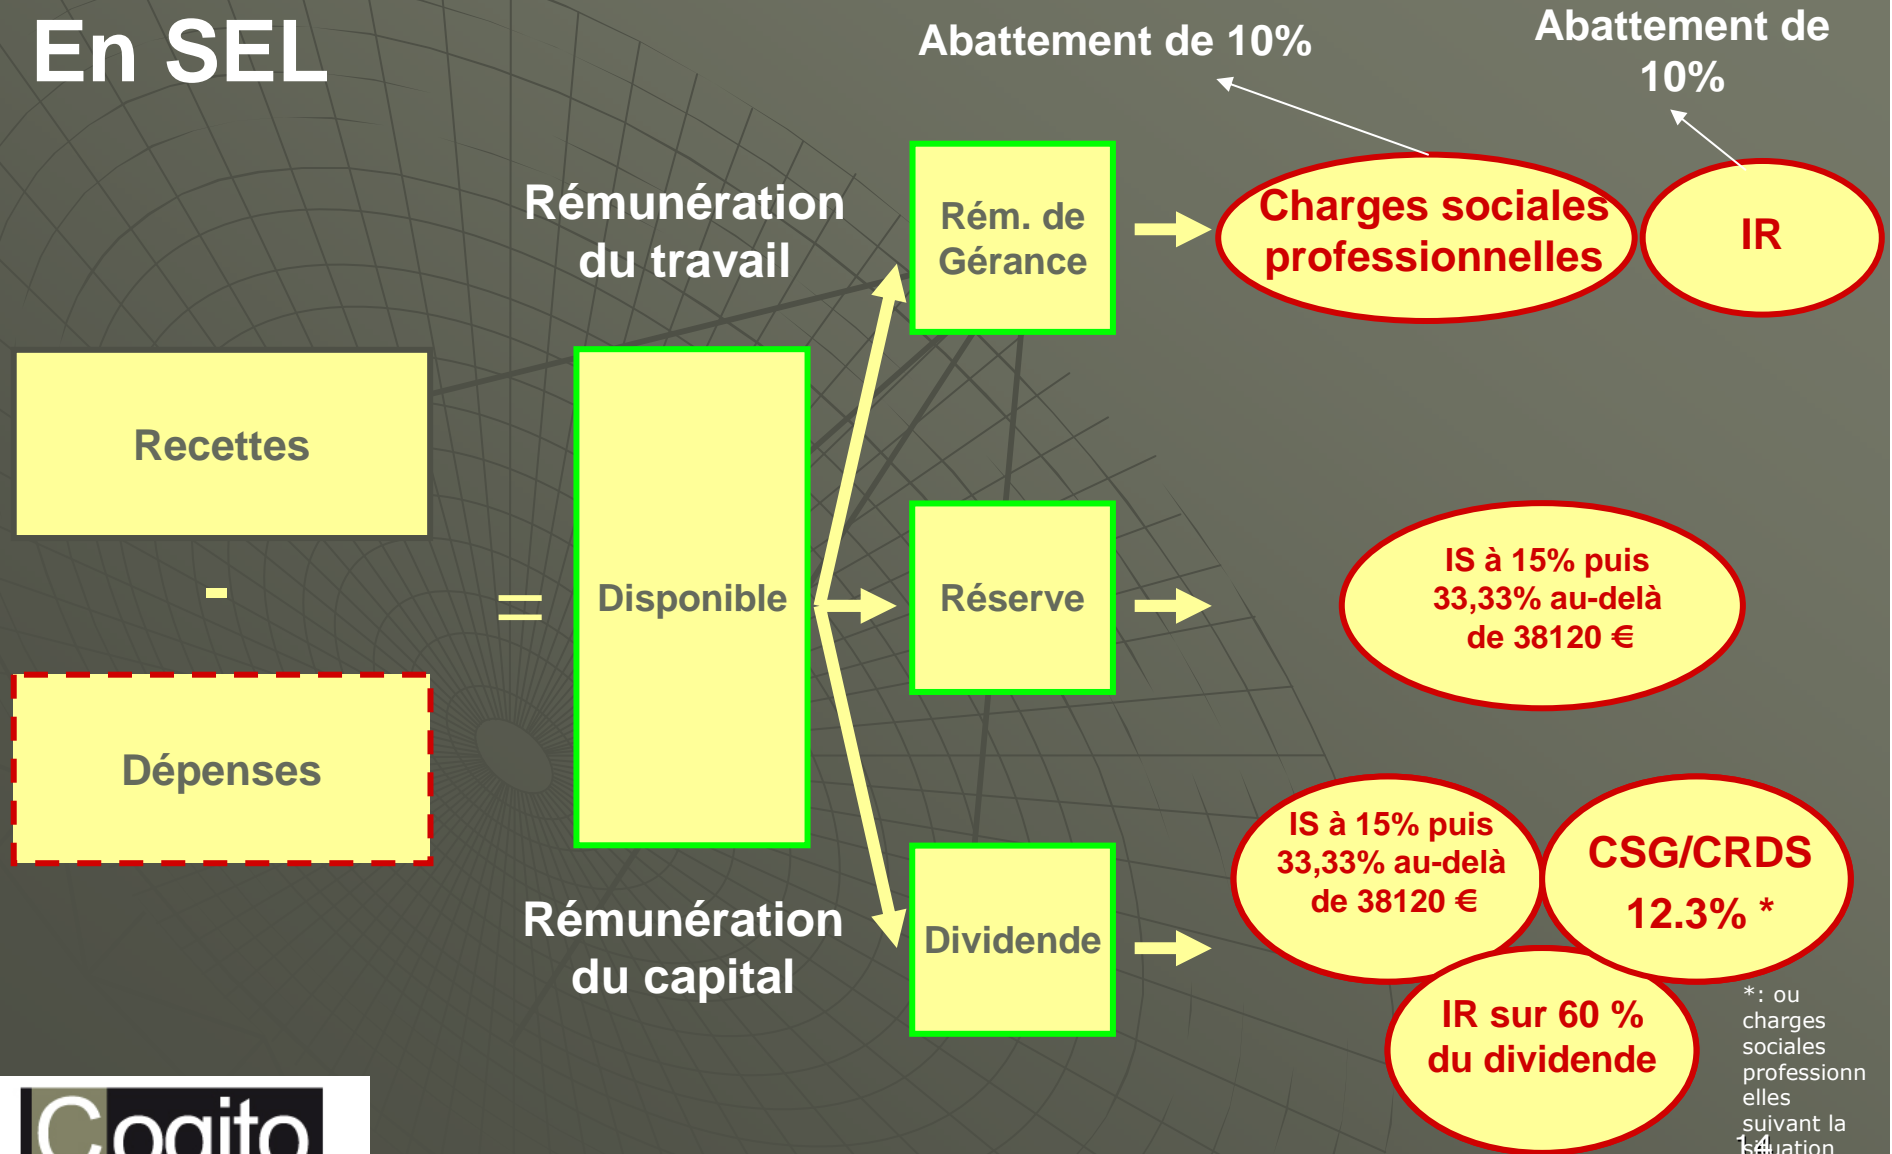 En SEL
Abattement de 10%
Abattement de
10%
Rémunération
du travail
Rém. de
Gérance
Charges sociales
professionnelles
IR
Recettes
-
Dépenses
=
Disponible
Réserve
IS à 15% puis
33,33% au-delà
de 38120 €
Rémunération
du capital
Dividende
IS à 15% puis
33,33% au-delà
de 38120 €
CSG/CRDS
12.3% *
IR sur 60 %
du dividende
*: ou
charges
sociales
professionn
elles
suivant la
situation
14
Cogito